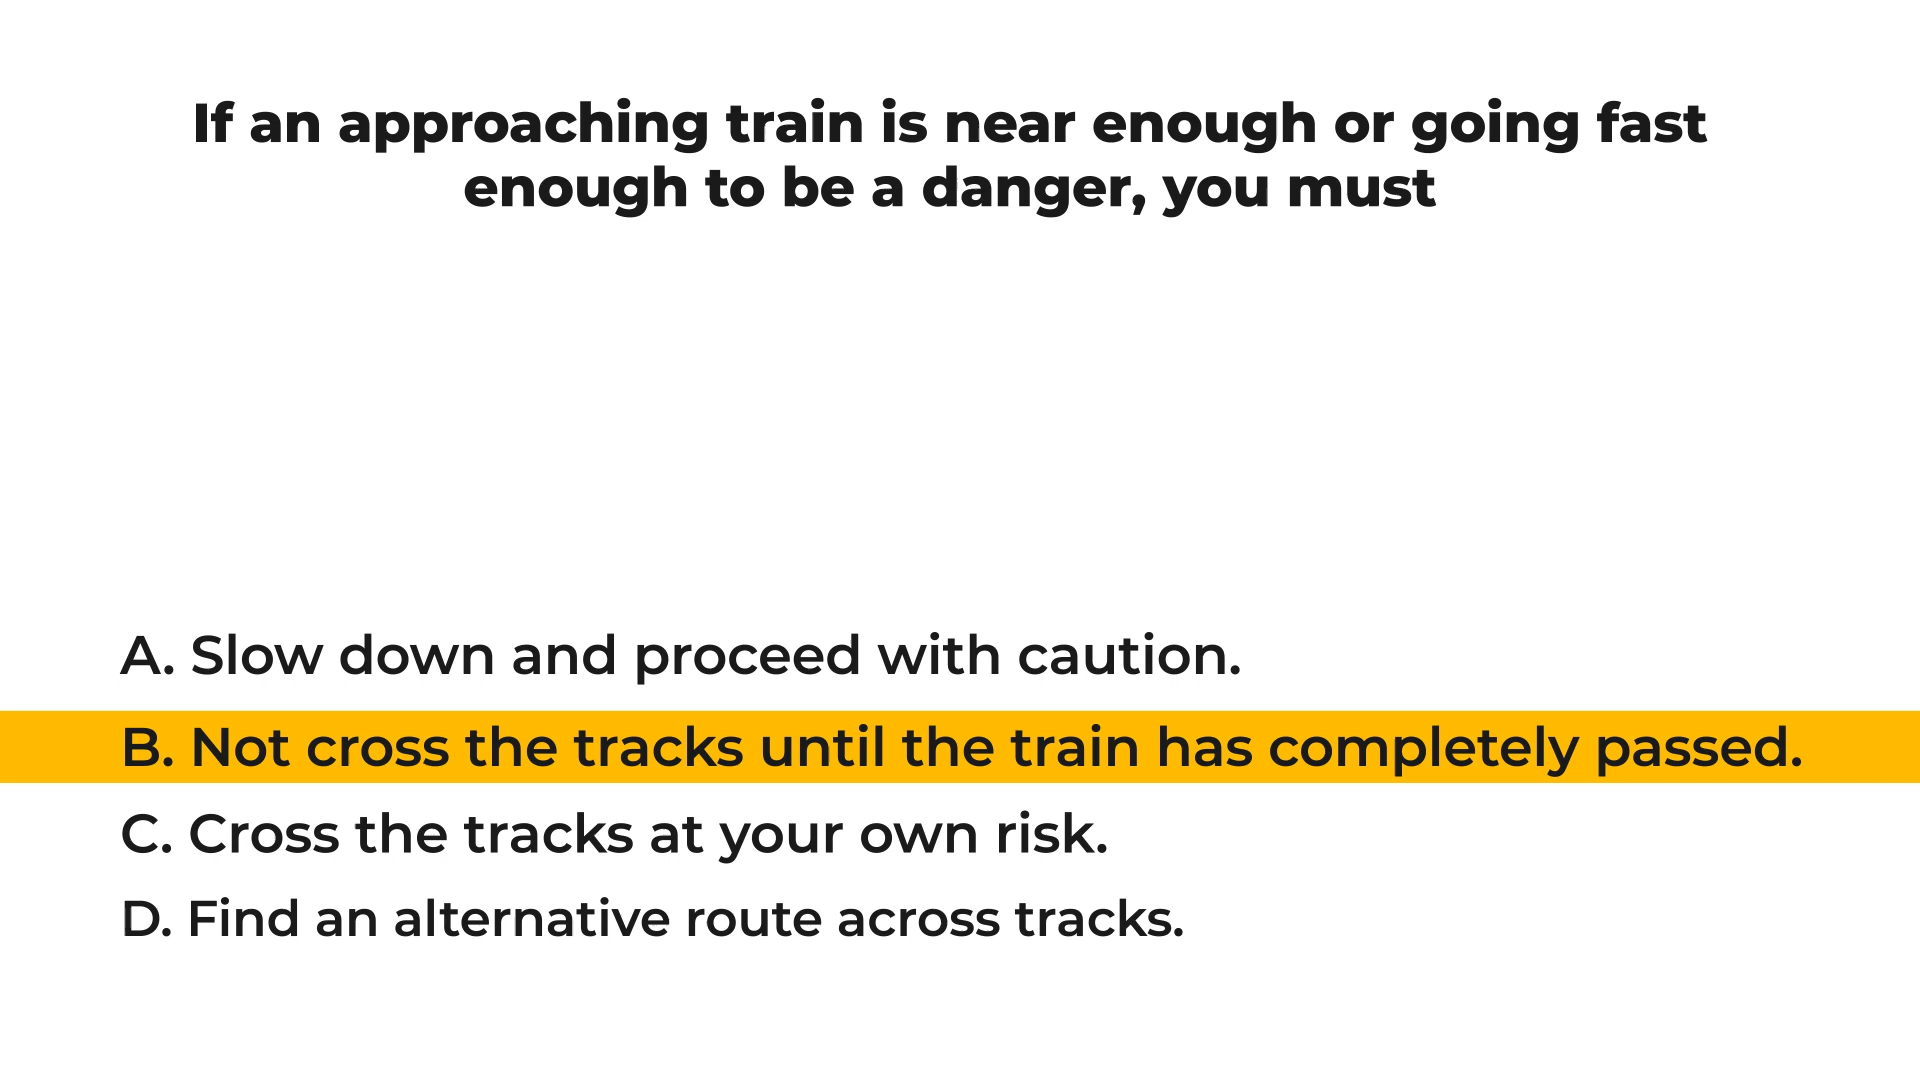 If an approaching train is near enough or going fast
enough to be a danger, you must
A. Slow down and proceed with caution.
B. Not cross the tracks until the train has completely passed.
C. Cross the tracks at your own risk.
D. Find an alternative route across tracks.